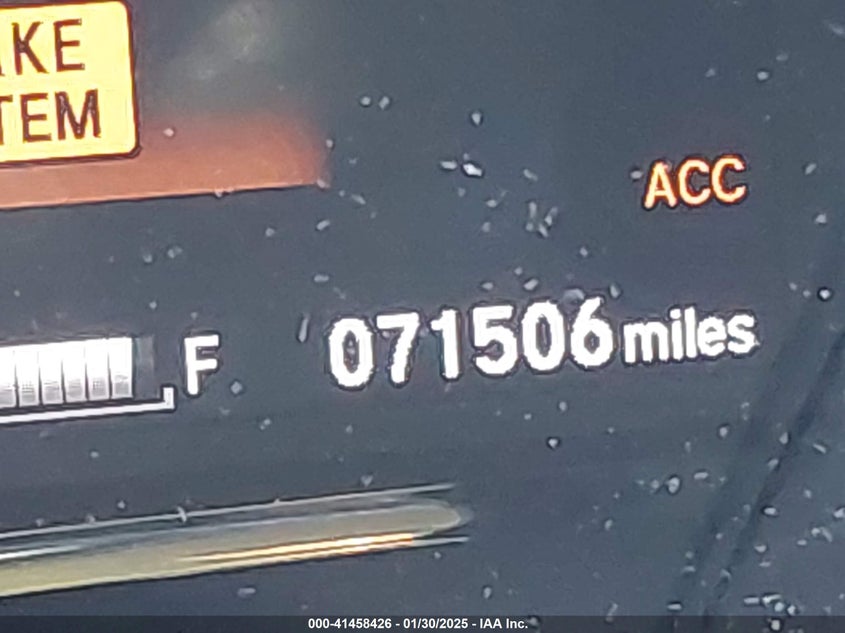 AKE
TEM
ACC
F
071506 miles
000-41458426 - 01/30/2025 - IAA Inc.